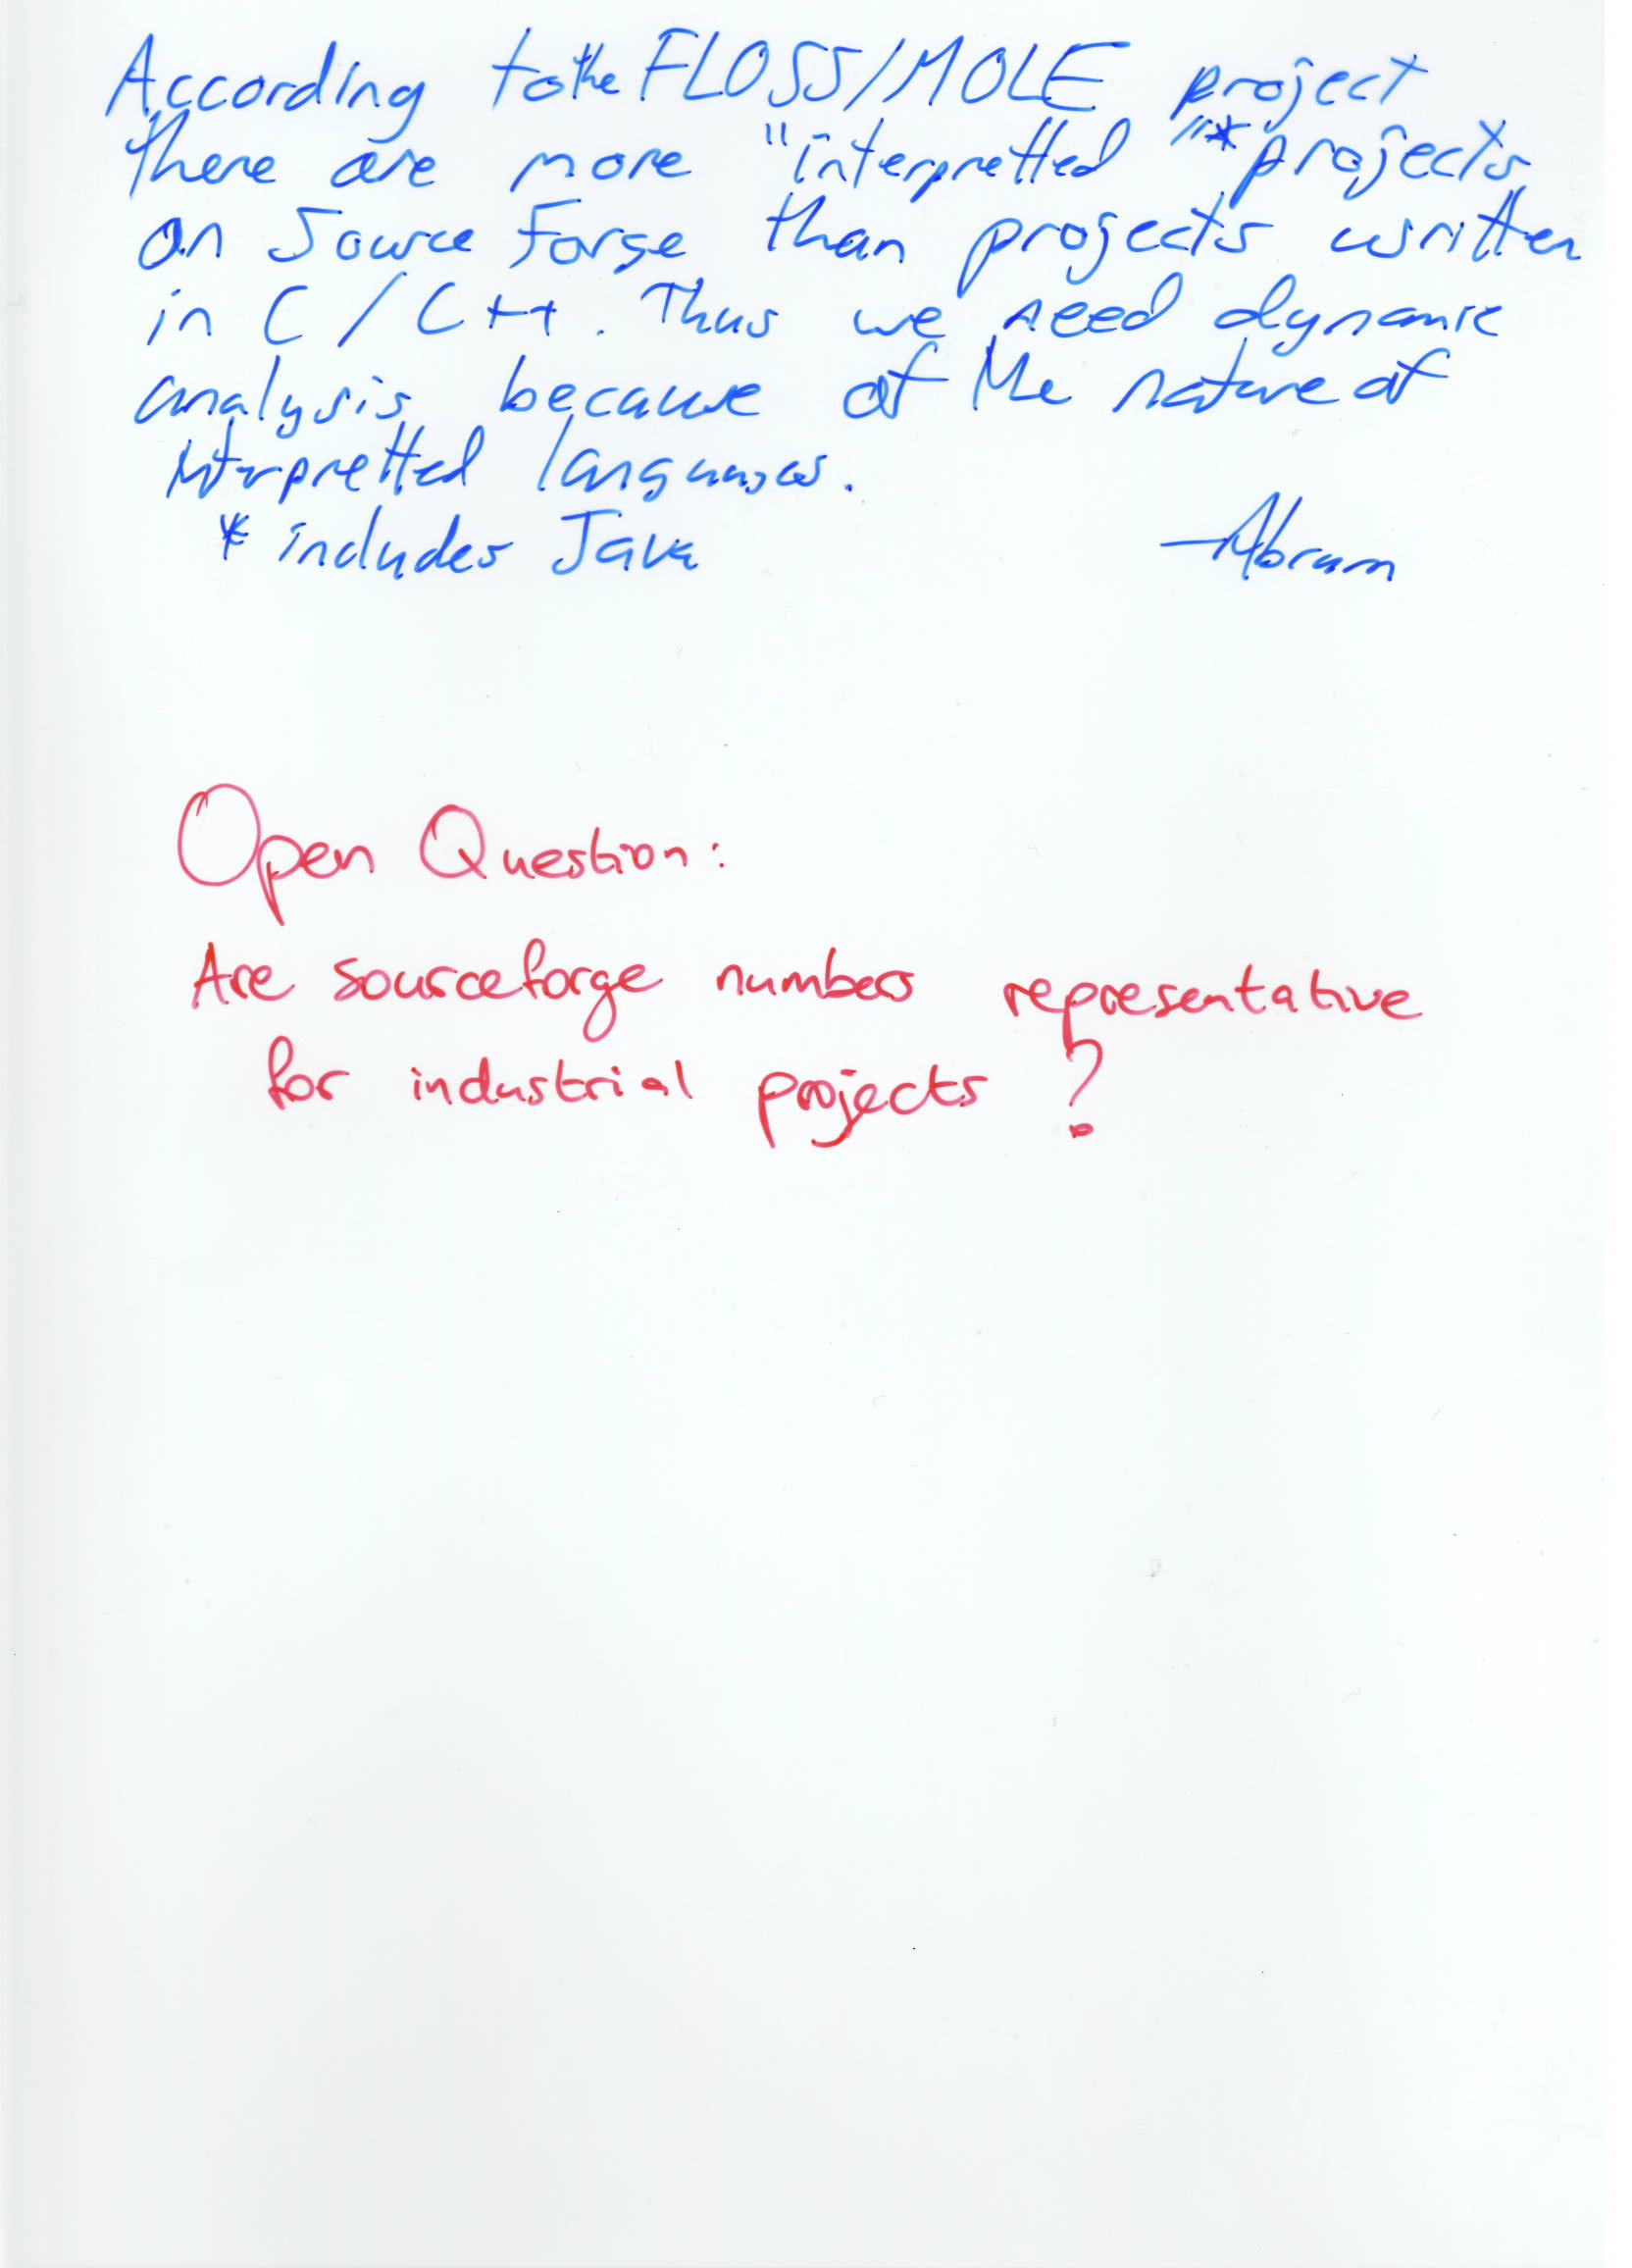 According to the FLOSS/MOLE project
there are more "interpretted"* projects
on Source Forge than projects written
in C/C++. Thus we need dynamic
analysis because of the nature of
interpretted languages.
* includes Java
—Abram
Open Question:
Are sourceforge numbers representative
for industrial projects?